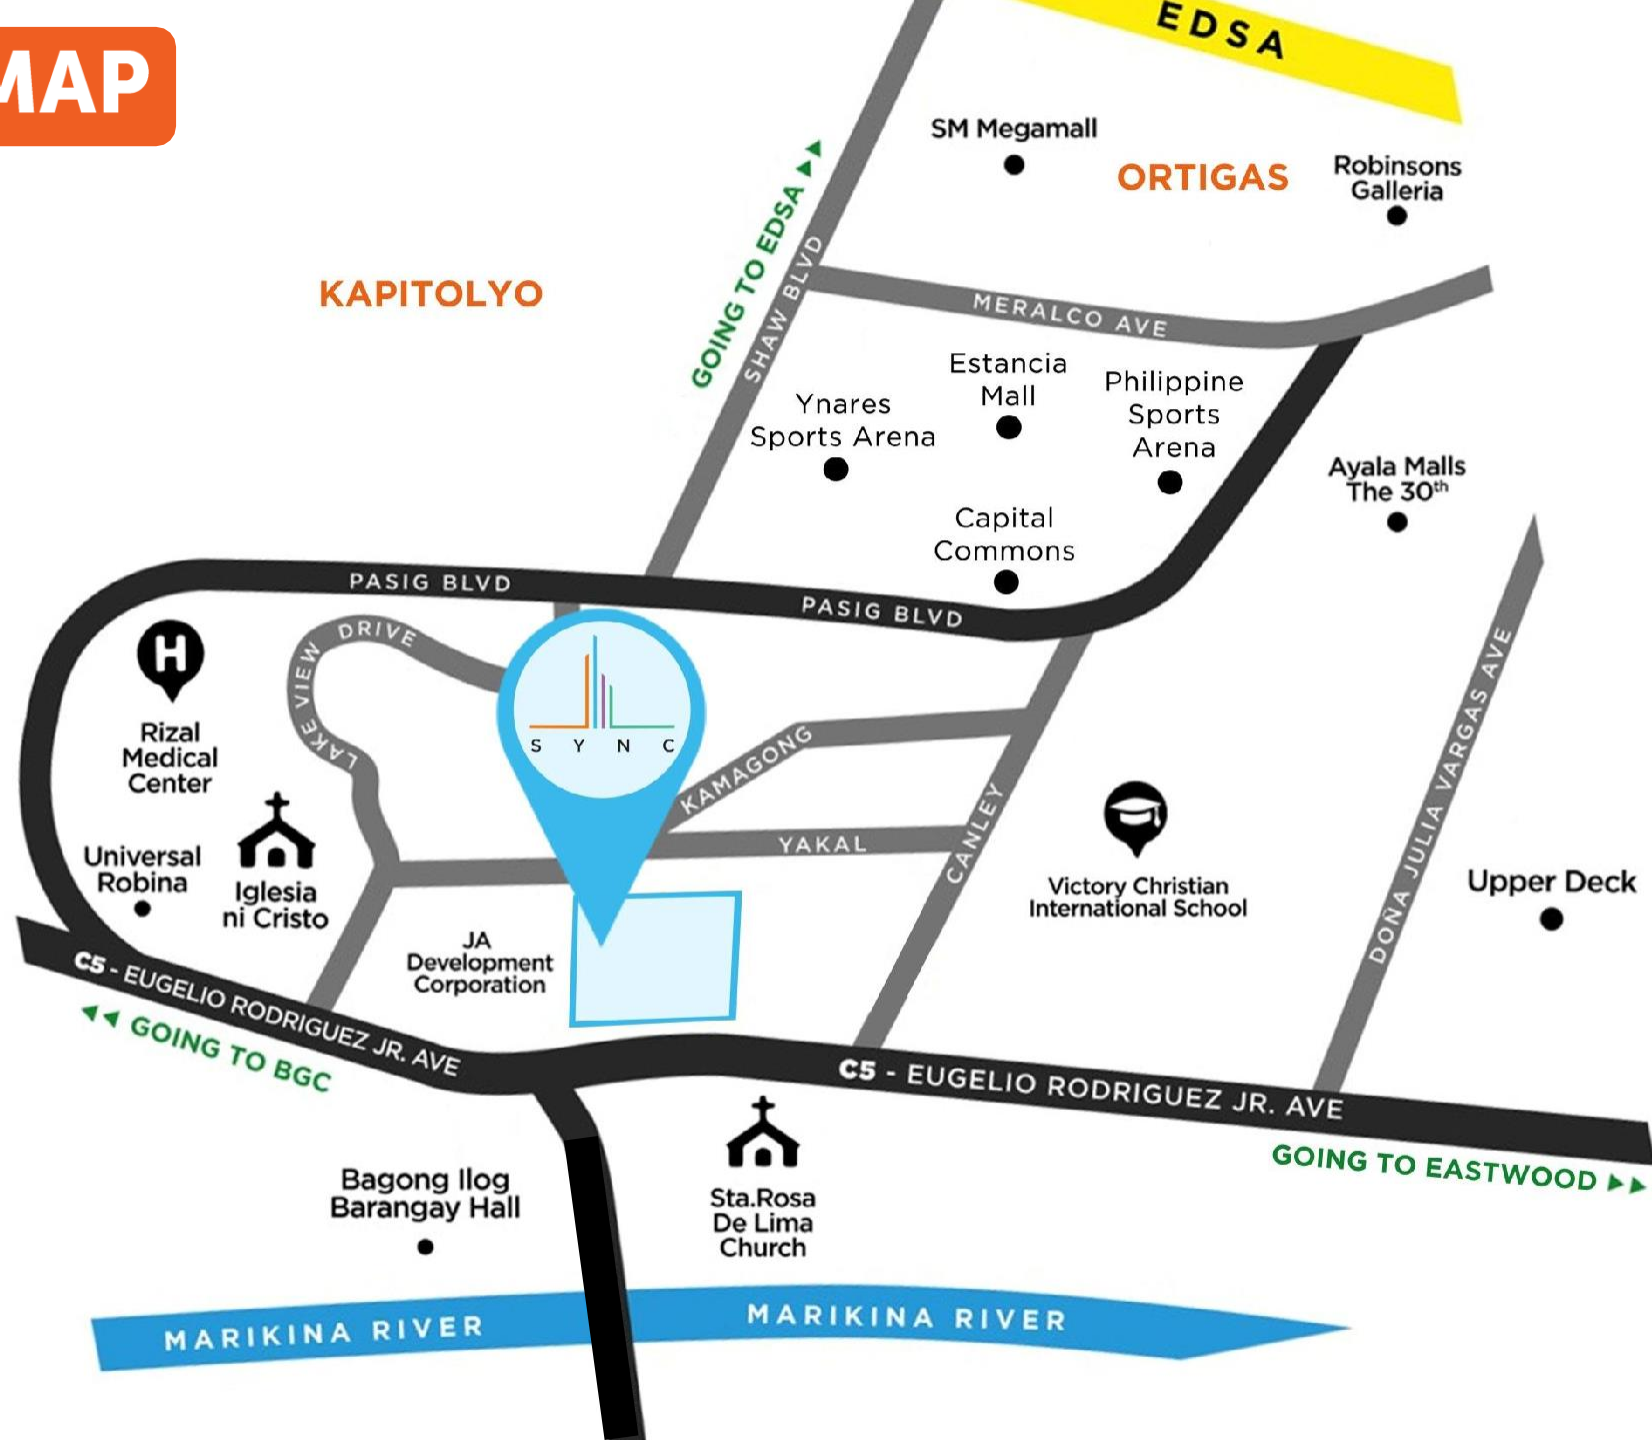 MAP
EDSA
SM Megamall
ORTIGAS
Robinsons
Galleria
GOING TO EDSA
SHAW BLVD
KAPITOLYO
MERALCO AVE
Estancia
Mall
Philippine
Sports
Arena
Ynares
Sports Arena
Ayala Malls
The 30th
Capital
Commons
PASIG BLVD
PASIG BLVD
LAKE VIEW DRIVE
H
Rizal
Medical
Center
S Y N C
KAMAGONG
YAKAL
CANLEY
DOÑA JULIA VARGAS AVE
Universal
Robina
Iglesia
ni Cristo
Victory Christian
International School
Upper Deck
JA
Development
Corporation
C5 - EUGELIO RODRIGUEZ JR. AVE
GOING TO BGC
C5 - EUGELIO RODRIGUEZ JR. AVE
GOING TO EASTWOOD
Bagong Ilog
Barangay Hall
Sta.Rosa
De Lima
Church
MARIKINA RIVER
MARIKINA RIVER